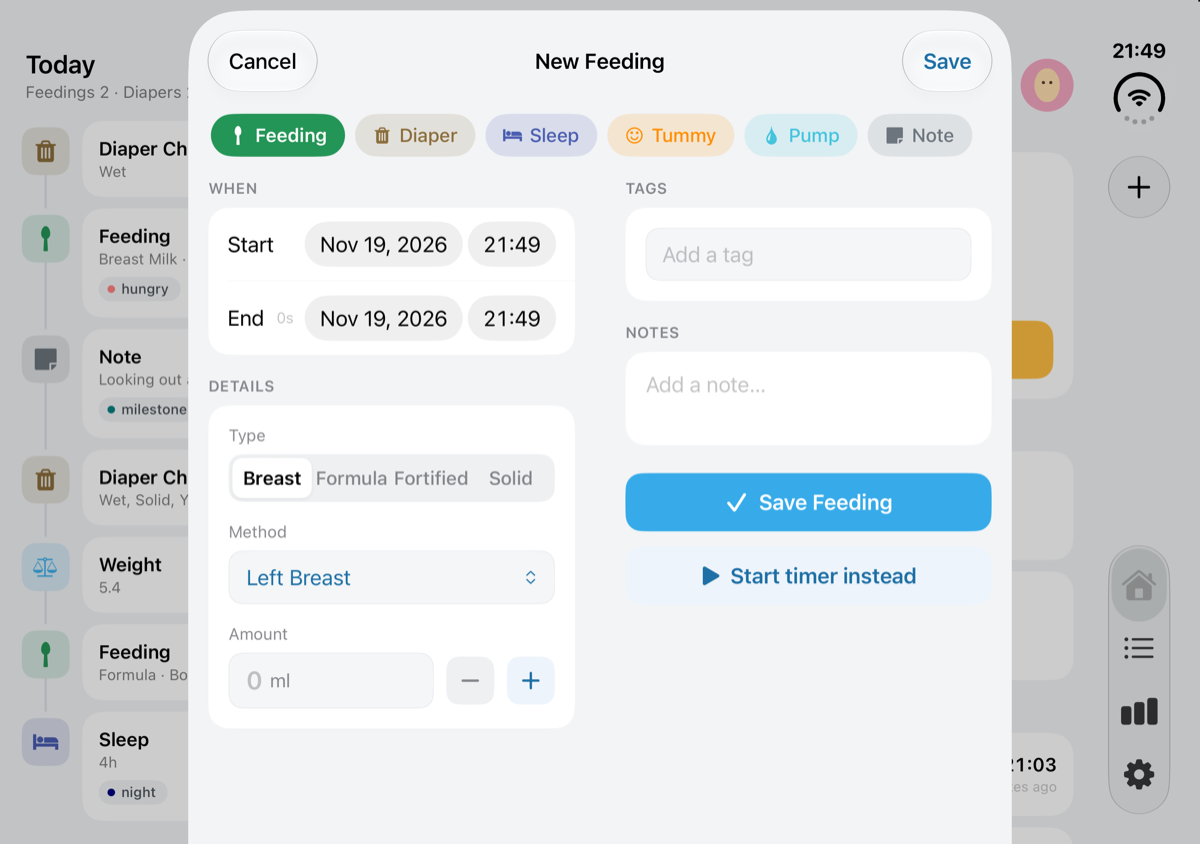 Today
Feedings 2 · Diapers
Diaper Ch
Wet
Feeding
Breast Milk ·
hungry
Note
Looking out
milestone
Diaper Ch
Wet, Solid, Y
Weight
5.4
Feeding
Formula · Bo
Sleep
4h
night
Cancel
New Feeding
Save
Feeding
Diaper
Sleep
Tummy
Pump
Note
WHEN
Start
Nov 19, 2026
21:49
End
0s
Nov 19, 2026
21:49
DETAILS
Type
Breast
Formula
Fortified
Solid
Method
Left Breast
Amount
0 ml
TAGS
Add a tag
NOTES
Add a note...
Save Feeding
Start timer instead
21:49
21:03
es ago